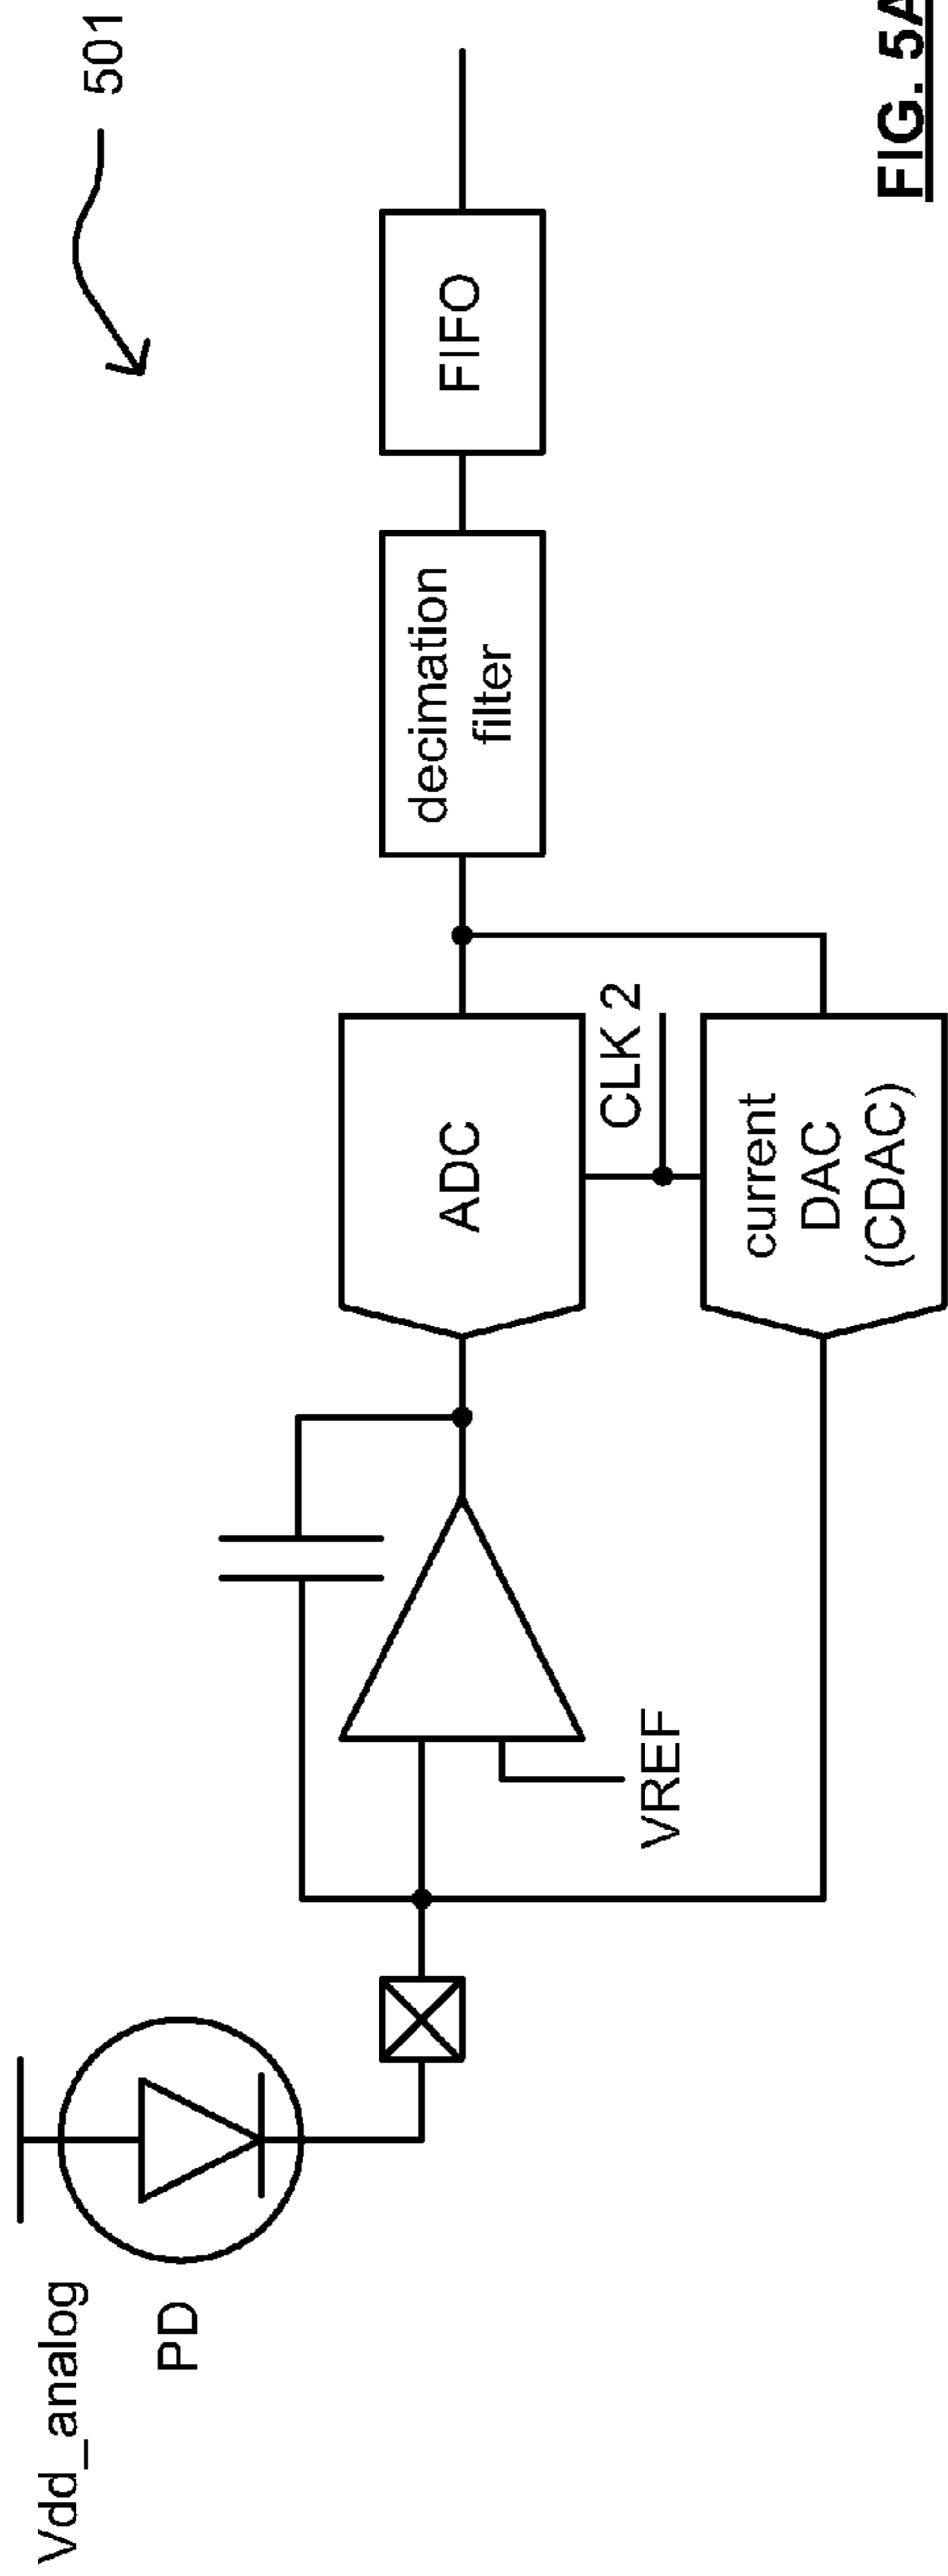 501
Vdd_analog
PD
VREF
ADC
CLK 2
current
DAC
(CDAC)
decimation
filter
FIFO
FIG. 5A